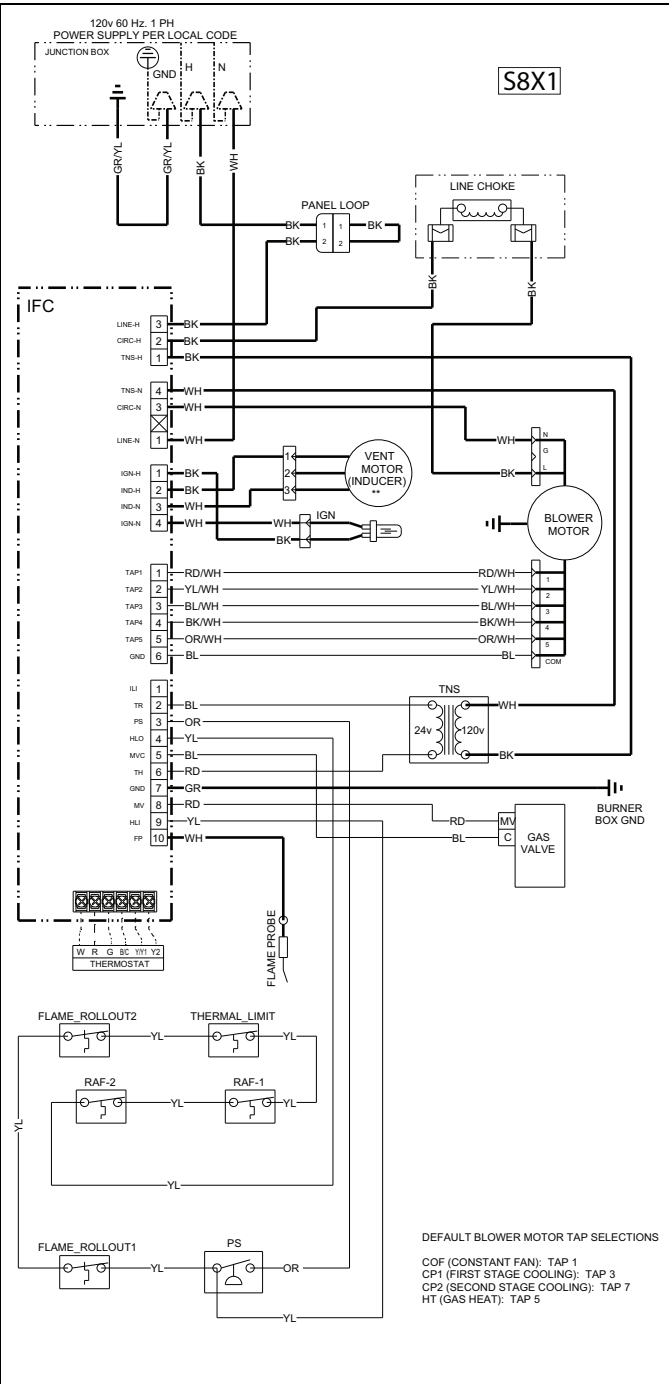 120v 60 Hz. 1 PH
POWER SUPPLY PER LOCAL CODE
JUNCTION BOX
GND
H
N
S8X1
GR/YL
GR/YL
BK
WH
LINE CHOKE
PANEL LOOP
BK 1 1 BK
BK 2 2
BK
BK
IFC
LINE-H 3 BK
CIRC-H 2 BK
TNS-H 1 BK
TNS-N 4 WH
CIRC-N 3 WH
LINE-N 1 WH
WH N
G
BK L
IGN-H 1 BK
IND-H 2 BK
IND-N 3 WH
IGN-N 4 WH
1
2
3
VENT
MOTOR
(INDUCER)
**
WH IGN
BK
BLOWER
MOTOR
TAP1 1 RD/WH RD/WH 1
TAP2 2 YL/WH YL/WH 2
TAP3 3 BL/WH BL/WH 3
TAP4 4 BK/WH BK/WH 4
TAP5 5 OR/WH OR/WH 5
GND 6 BL BL COM
ILI 1
TR 2 BL
PS 3 OR
HLO 4 YL
MVC 5 BL
TH 6 RD
GND 7 GR
MV 8 RD
HLI 9 YL
FP 10 WH
TNS
24v 120v
WH
BK
BURNER
BOX GND
RD MV
BL C
GAS
VALVE
FLAME PROBE
W R G B/C Y/Y1 Y2
THERMOSTAT
FLAME_ROLLOUT2 THERMAL_LIMIT
YL YL
RAF-2 RAF-1
YL YL
YL
YL
FLAME_ROLLOUT1 PS
YL OR
YL
DEFAULT BLOWER MOTOR TAP SELECTIONS
COF (CONSTANT FAN): TAP 1
CP1 (FIRST STAGE COOLING): TAP 3
CP2 (SECOND STAGE COOLING): TAP 7
HT (GAS HEAT): TAP 5